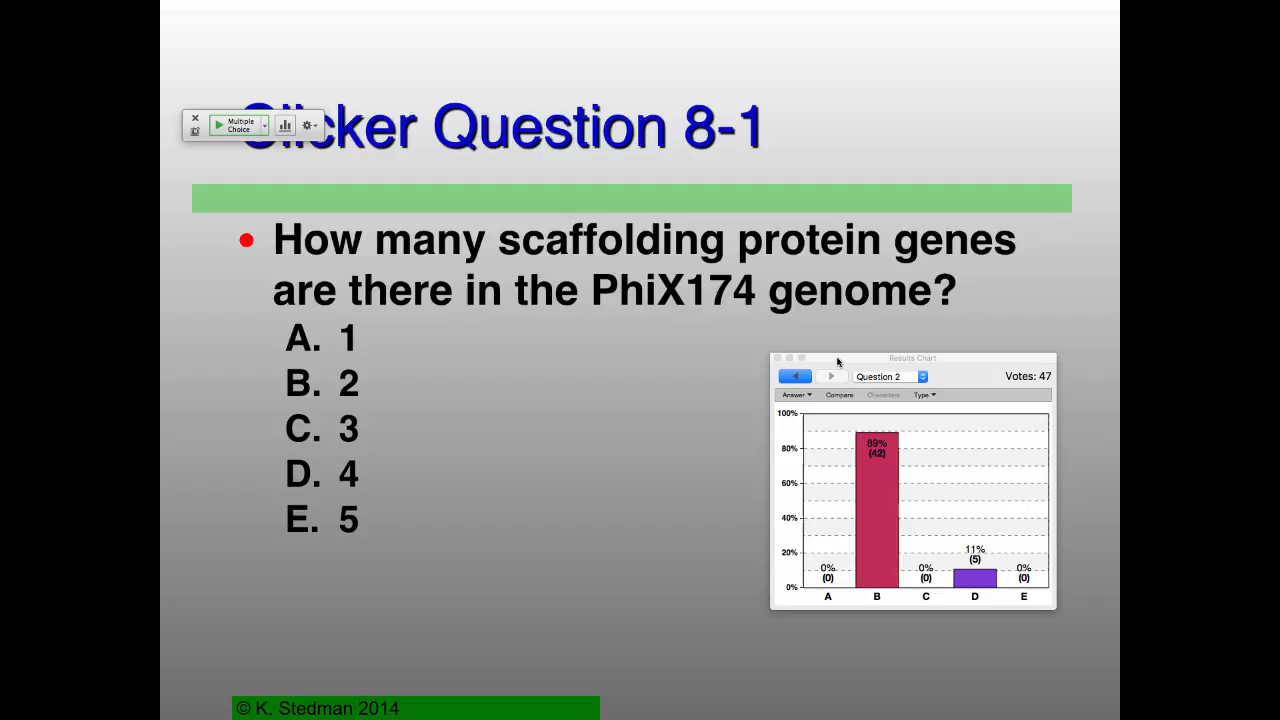 Clicker Question 8-1
Multiple
Choice
How many scaffolding protein genes
are there in the PhiX174 genome?
A. 1
B. 2
C. 3
D. 4
E. 5
Results Chart
Question 2
Votes: 47
Answer Compare Characters Type
100%
80%
60%
40%
20%
0%
0%
(0)
89%
(42)
0%
(0)
11%
(5)
0%
(0)
A B C D E
© K. Stedman 2014